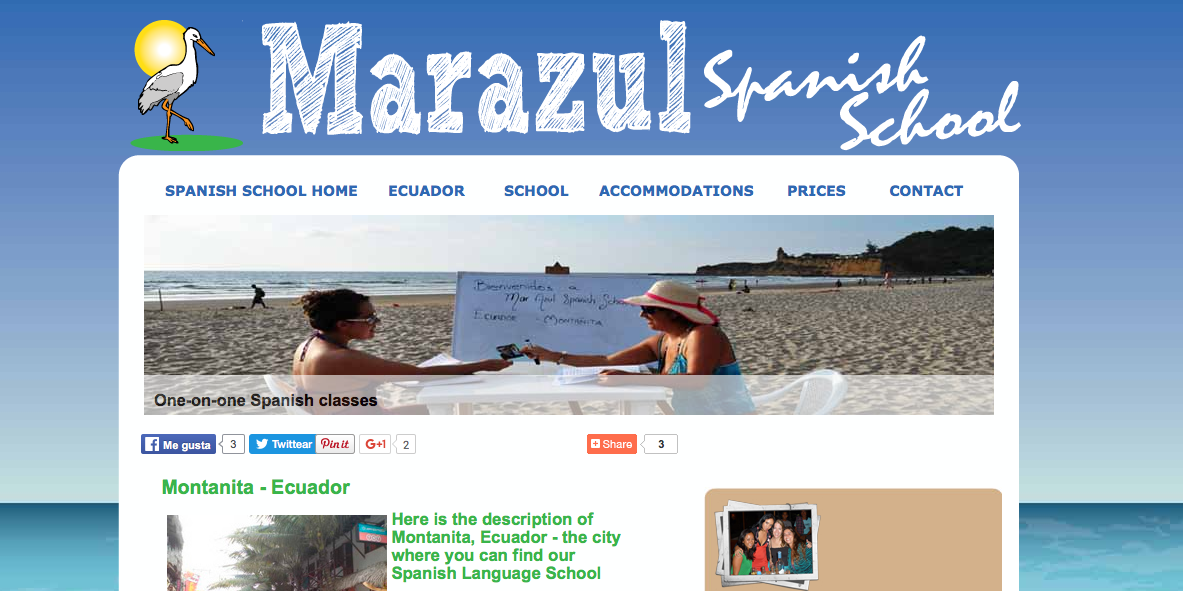 Marazul Spanish School
SPANISH SCHOOL HOME ECUADOR SCHOOL ACCOMMODATIONS PRICES CONTACT
Bienvenidos a
Mar Azul Spanish School
Ecuador - Montañita
One-on-one Spanish classes
Me gusta 3 Twittear Pin it G+1 2 Share 3
Montanita - Ecuador
Here is the description of
Montanita, Ecuador - the city
where you can find our
Spanish Language School